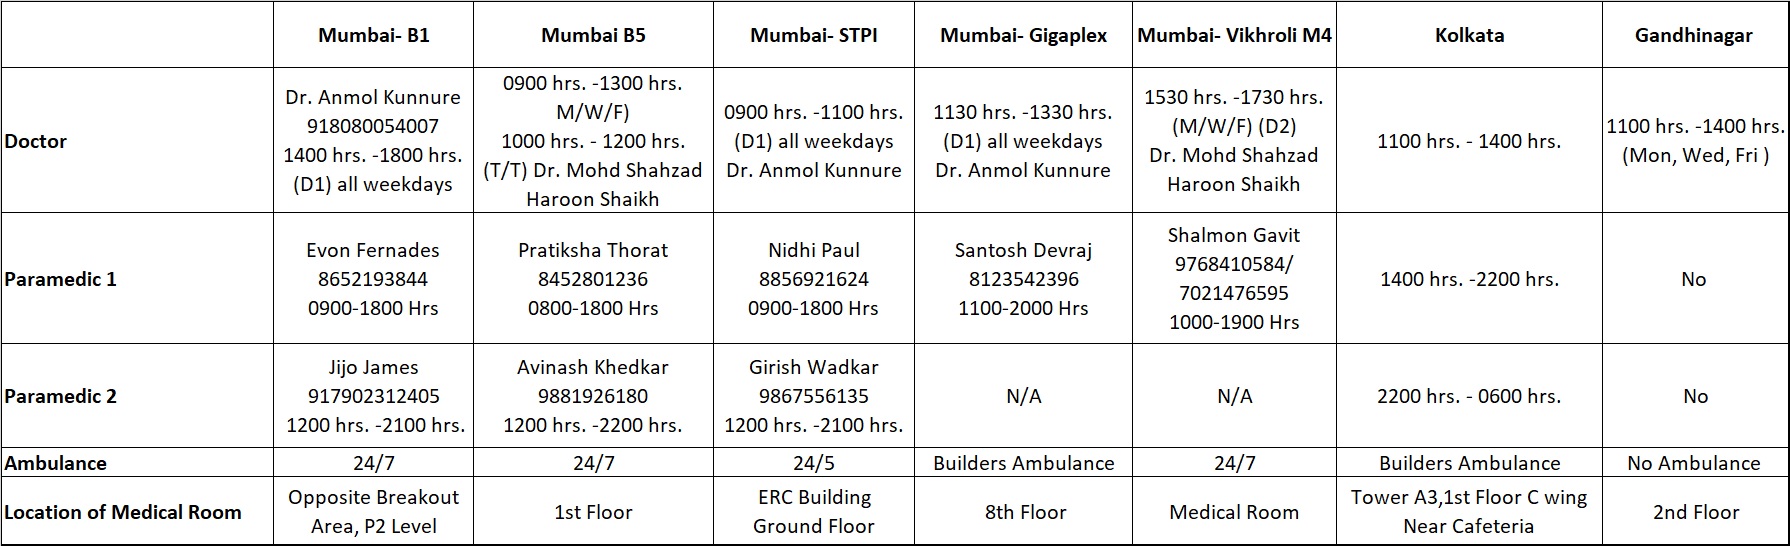 Mumbai- B1 Mumbai B5 Mumbai- STPI Mumbai- Gigaplex Mumbai- Vikhroli M4 Kolkata Gandhinagar
Doctor
Dr. Anmol Kunnure
918080054007
1400 hrs. -1800 hrs.
(D1) all weekdays
0900 hrs. -1300 hrs.
M/W/F)
1000 hrs. - 1200 hrs.
(T/T) Dr. Mohd Shahzad
Haroon Shaikh
0900 hrs. -1100 hrs.
(D1) all weekdays
Dr. Anmol Kunnure
1130 hrs. -1330 hrs.
(D1) all weekdays
Dr. Anmol Kunnure
1530 hrs. -1730 hrs.
(M/W/F) (D2)
Dr. Mohd Shahzad
Haroon Shaikh
1100 hrs. - 1400 hrs.
1100 hrs. -1400 hrs.
(Mon, Wed, Fri )
Paramedic 1
Evon Fernades
8652193844
0900-1800 Hrs
Pratiksha Thorat
8452801236
0800-1800 Hrs
Nidhi Paul
8856921624
0900-1800 Hrs
Santosh Devraj
8123542396
1100-2000 Hrs
Shalmon Gavit
9768410584/
7021476595
1000-1900 Hrs
1400 hrs. -2200 hrs.
No
Paramedic 2
Jijo James
917902312405
1200 hrs. -2100 hrs.
Avinash Khedkar
9881926180
1200 hrs. -2200 hrs.
Girish Wadkar
9867556135
1200 hrs. -2100 hrs.
N/A
N/A
2200 hrs. - 0600 hrs.
No
Ambulance 24/7 24/7 24/5 Builders Ambulance 24/7 Builders Ambulance No Ambulance
Location of Medical Room
Opposite Breakout
Area, P2 Level
1st Floor
ERC Building
Ground Floor
8th Floor
Medical Room
Tower A3,1st Floor C wing
Near Cafeteria
2nd Floor